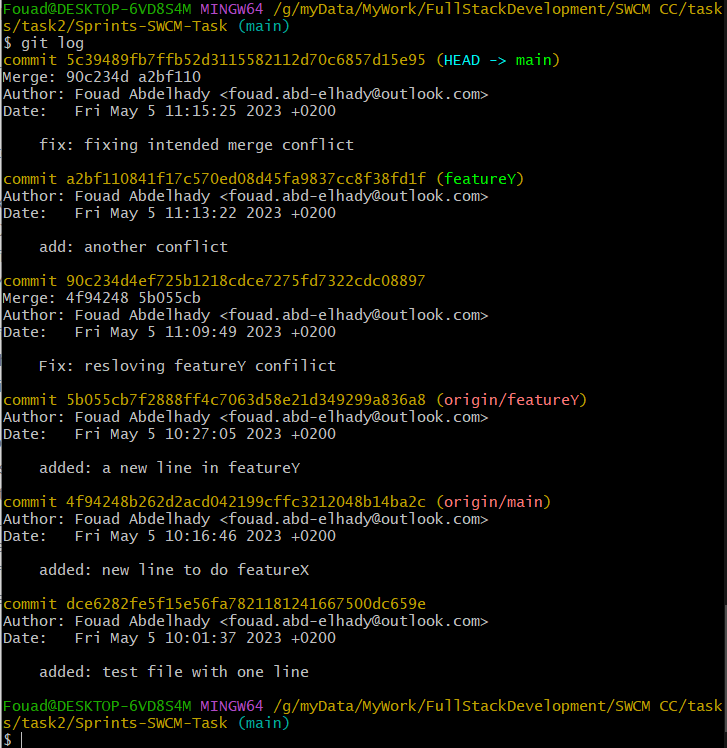 Fouad@DESKTOP-6VD8S4M MINGW64 /g/myData/MyWork/FullStackDevelopment/SWCM CC/task
s/task2/Sprints-SWCM-Task (main)
$ git log
commit 5c39489fb7ffb52d3115582112d70c6857d15e95 (HEAD -> main)
Merge: 90c234d a2bf110
Author: Fouad Abdelhady <fouad.abd-elhady@outlook.com>
Date:   Fri May 5 11:15:25 2023 +0200

    fix: fixing intended merge conflict

commit a2bf110841f17c570ed08d45fa9837cc8f38fd1f (featureY)
Author: Fouad Abdelhady <fouad.abd-elhady@outlook.com>
Date:   Fri May 5 11:13:22 2023 +0200

    add: another conflict

commit 90c234d4ef725b1218cdce7275fd7322cdc08897
Merge: 4f94248 5b055cb
Author: Fouad Abdelhady <fouad.abd-elhady@outlook.com>
Date:   Fri May 5 11:09:49 2023 +0200

    Fix: resloving featureY confilict

commit 5b055cb7f2888ff4c7063d58e21d349299a836a8 (origin/featureY)
Author: Fouad Abdelhady <fouad.abd-elhady@outlook.com>
Date:   Fri May 5 10:27:05 2023 +0200

    added: a new line in featureY

commit 4f94248b262d2acd042199cffc3212048b14ba2c (origin/main)
Author: Fouad Abdelhady <fouad.abd-elhady@outlook.com>
Date:   Fri May 5 10:16:46 2023 +0200

    added: new line to do featureX

commit dce6282fe5f15e56fa7821181241667500dc659e
Author: Fouad Abdelhady <fouad.abd-elhady@outlook.com>
Date:   Fri May 5 10:01:37 2023 +0200

    added: test file with one line

Fouad@DESKTOP-6VD8S4M MINGW64 /g/myData/MyWork/FullStackDevelopment/SWCM CC/task
s/task2/Sprints-SWCM-Task (main)
$